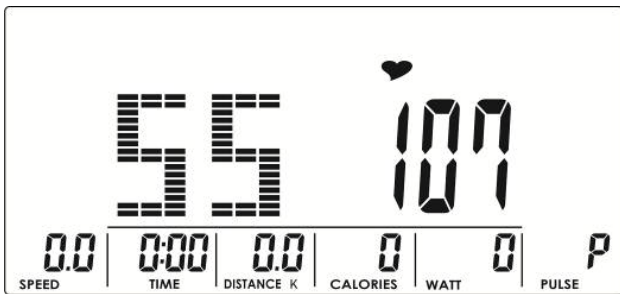 55 107
0.0 0:00 0.0 0 0 P
SPEED TIME DISTANCE K CALORIES WATT PULSE